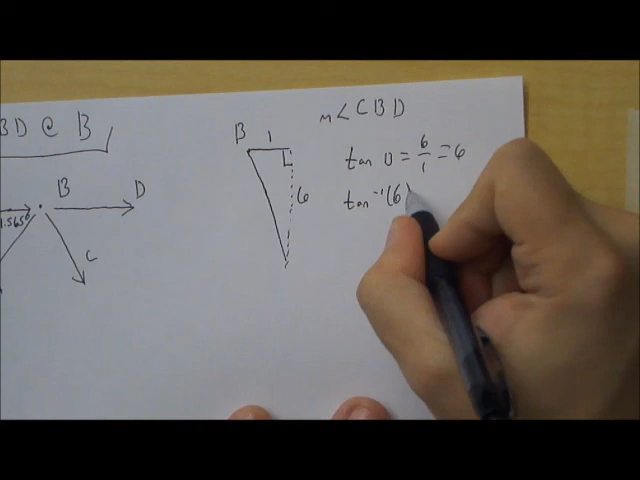 BD @ B
B
D
C
B 1
6
m∠CBD
tan θ = 6/1 = 6
tan⁻¹(6)